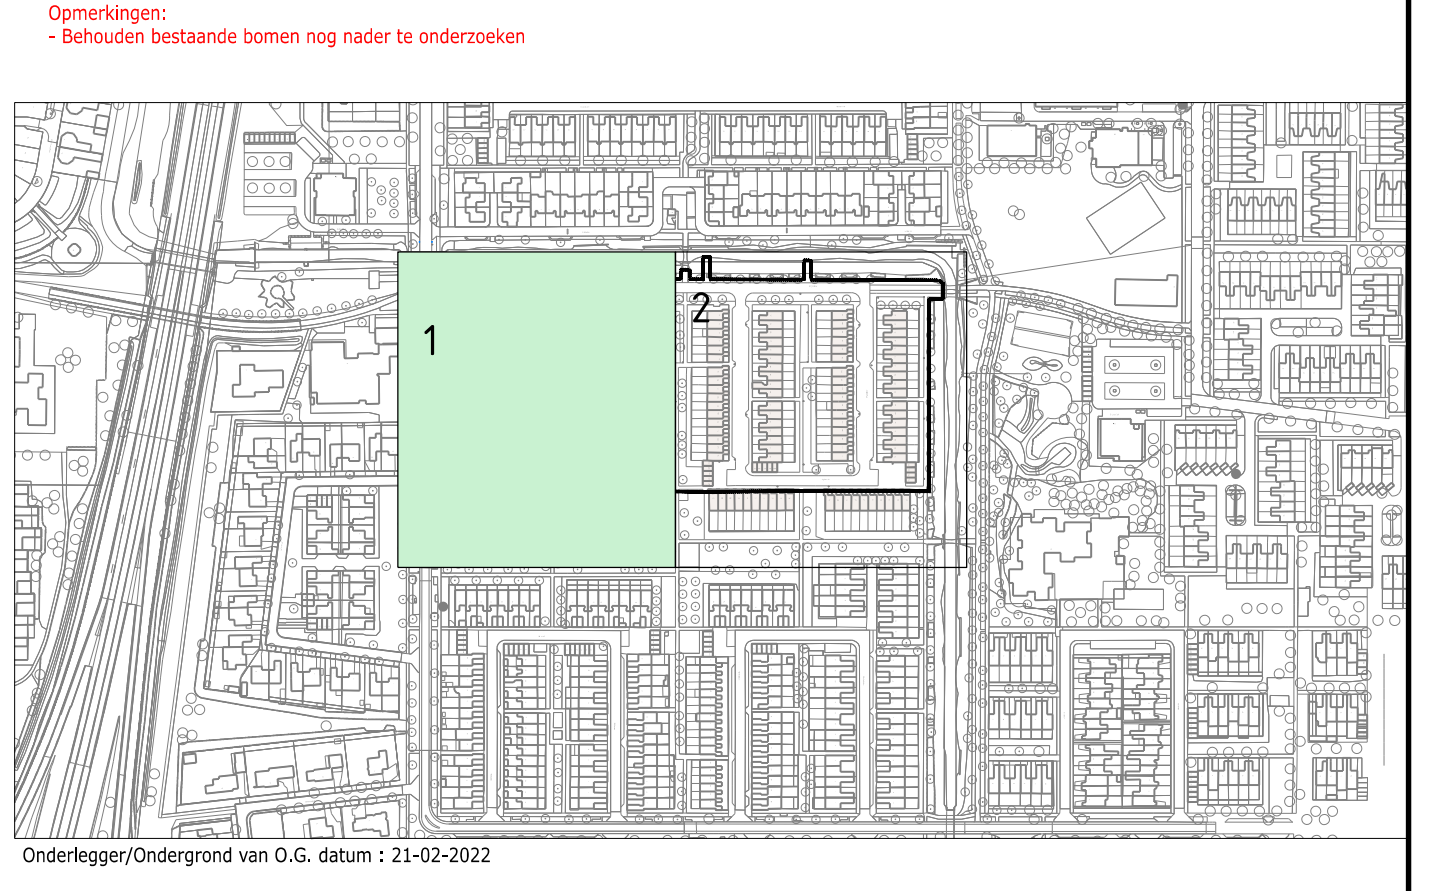 Opmerkingen:
- Behouden bestaande bomen nog nader te onderzoeken
1
2
Onderlegger/Ondergrond van O.G. datum : 21-02-2022